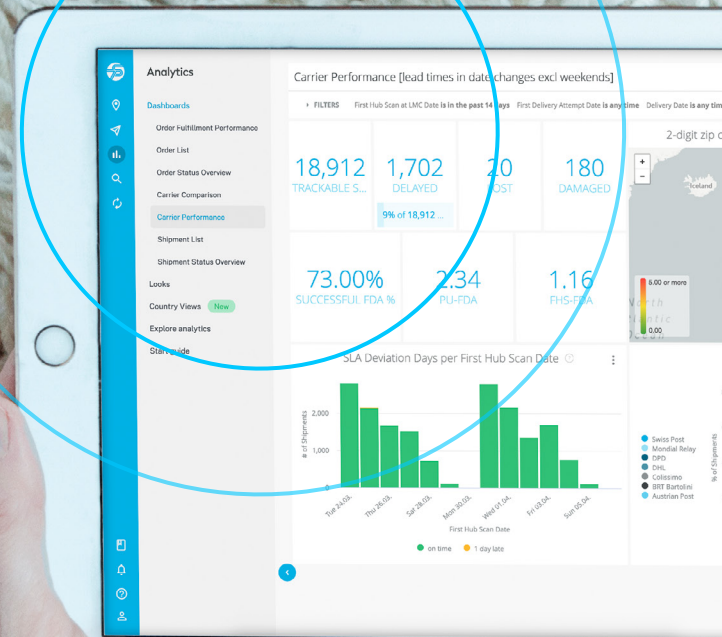 Analytics
Dashboards
Order Fulfillment Performance
Order List
Order Status Overview
Carrier Comparison
Carrier Performance
Shipment List
Shipment Status Overview
Looks
Country Views New
Explore analytics
Start guide
Carrier Performance [lead times in date changes excl weekends]
FILTERS First Hub Scan at LMC Date is in the past 14 days First Delivery Attempt Date is any time Delivery Date is any tim
18,912
TRACKABLE S...
1,702
DELAYED
9% of 18,912 ...
20
LOST
180
DAMAGED
73.00%
SUCCESSFUL FDA %
2.34
PU-FDA
1.16
FHS-FDA
2-digit zip c
+
-
Iceland
5.00 or more
0.00
North
Atlantic
Ocean
SLA Deviation Days per First Hub Scan Date
# of Shipments
2,000
1,000
0
Tue 24.03.
Thu 26.03.
Sat 28.03.
Mon 30.03.
Wed 01.04.
Fri 03.04.
Sun 05.04.
First Hub Scan Date
on time 1 day late
Swiss Post
Mondial Relay
DPD
DHL
Colissimo
BRT Bartolini
Austrian Post
% of Shipments